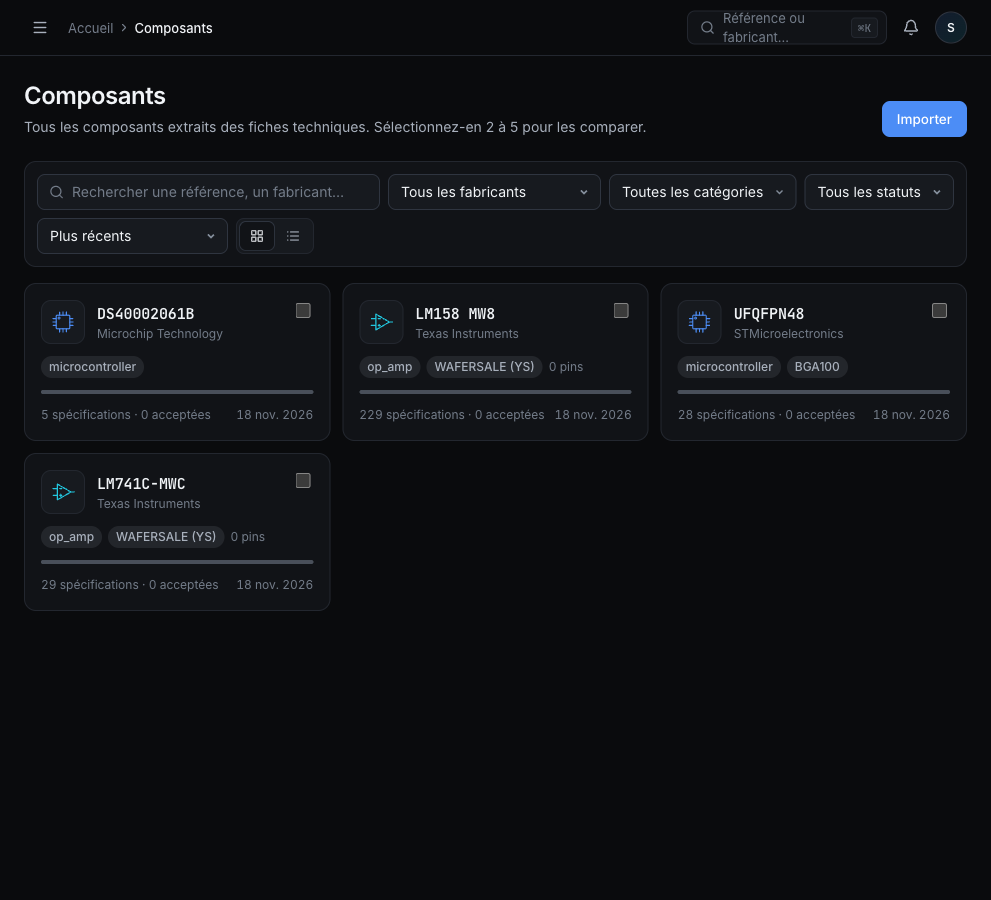 Accueil > Composants
Référence ou
fabricant...
⌘K
S
Composants
Tous les composants extraits des fiches techniques. Sélectionnez-en 2 à 5 pour les comparer.
Importer
Rechercher une référence, un fabricant...
Tous les fabricants
Toutes les catégories
Tous les statuts
Plus récents
DS40002061B
Microchip Technology
microcontroller
5 spécifications · 0 acceptées
18 nov. 2026
LM158 MW8
Texas Instruments
op_amp
WAFERSALE (YS)
0 pins
229 spécifications · 0 acceptées
18 nov. 2026
UFQFPN48
STMicroelectronics
microcontroller
BGA100
28 spécifications · 0 acceptées
18 nov. 2026
LM741C-MWC
Texas Instruments
op_amp
WAFERSALE (YS)
0 pins
29 spécifications · 0 acceptées
18 nov. 2026